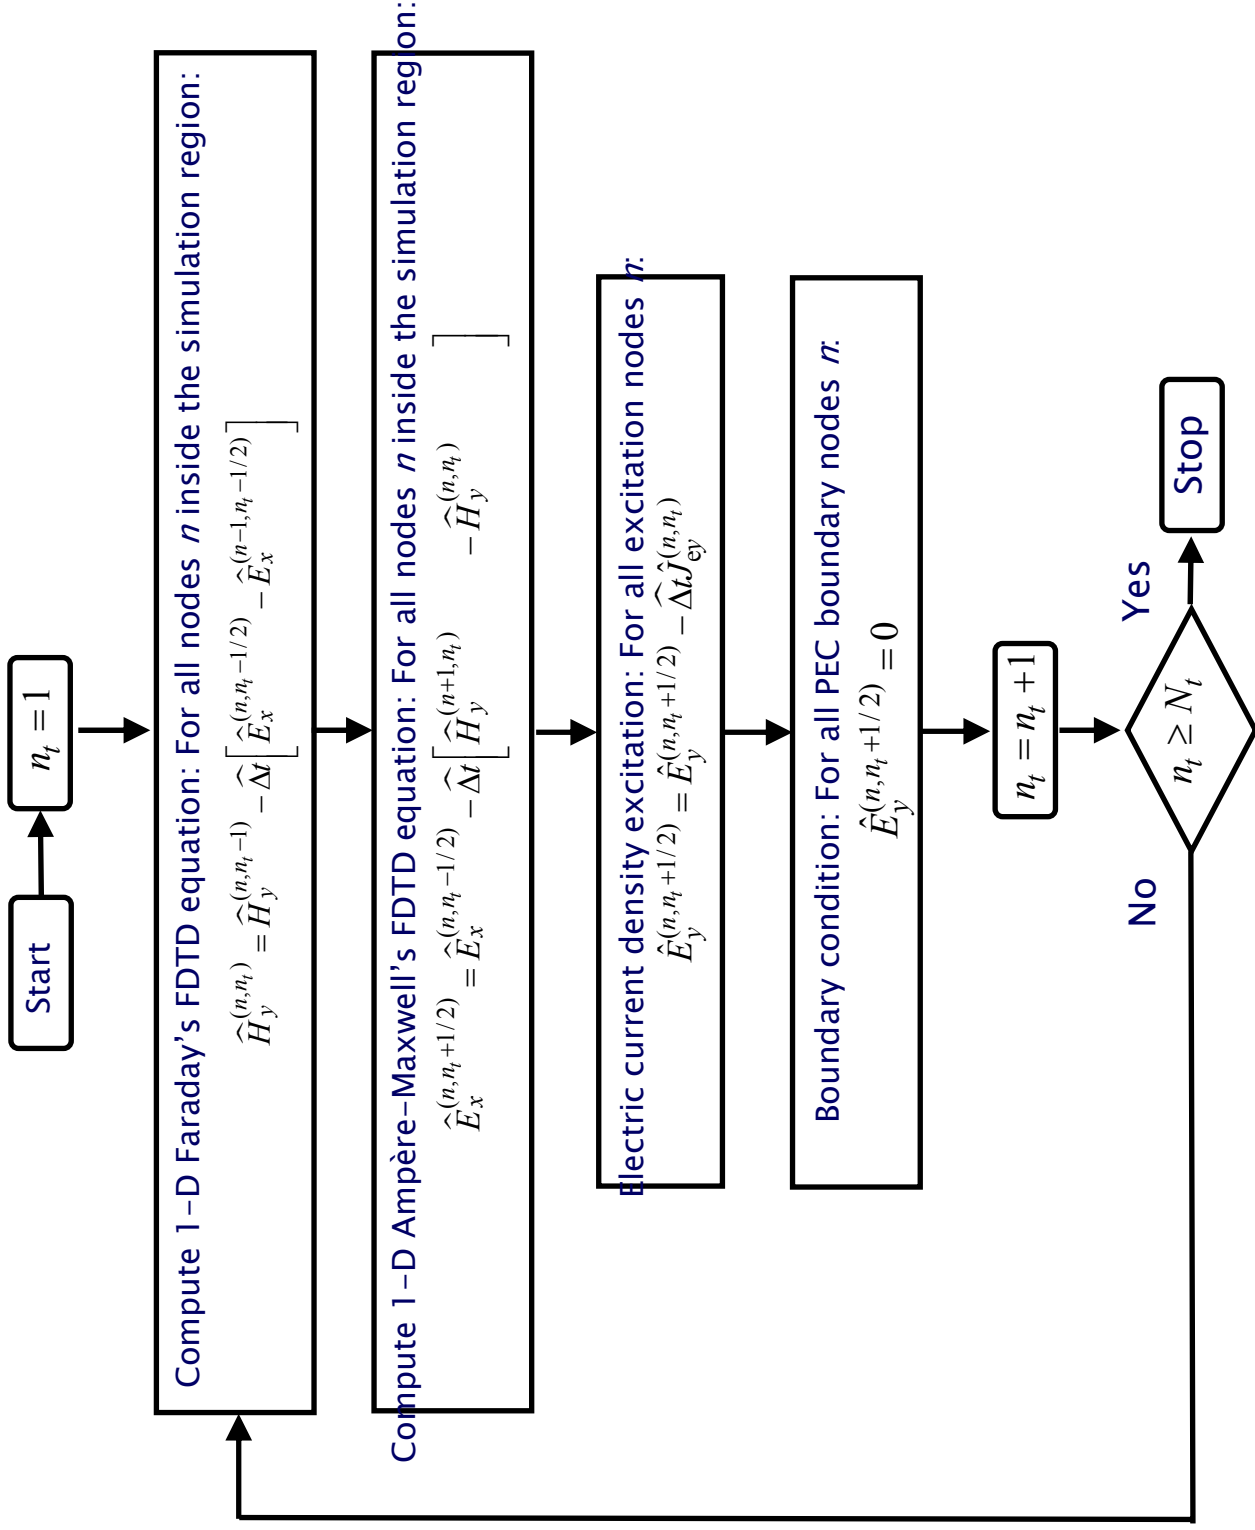 Start
n_t = 1
Compute 1-D Faraday's FDTD equation: For all nodes n inside the simulation region:
Ĥ_y^(n,n_t) = Ĥ_y^(n,n_t−1) − Δ̂t [ Ê_x^(n,n_t−1/2) − Ê_x^(n−1,n_t−1/2) ]
Compute 1-D Ampère-Maxwell's FDTD equation: For all nodes n inside the simulation region:
Ê_x^(n,n_t+1/2) = Ê_x^(n,n_t−1/2) − Δ̂t [ Ĥ_y^(n+1,n_t) − Ĥ_y^(n,n_t) ]
Electric current density excitation: For all excitation nodes n:
Ê_y^(n,n_t+1/2) = Ê_y^(n,n_t+1/2) − Δ̂t Ĵ_ey^(n,n_t)
Boundary condition: For all PEC boundary nodes n:
Ê_y^(n,n_t+1/2) = 0
n_t = n_t + 1
n_t ≥ N_t
No
Yes
Stop